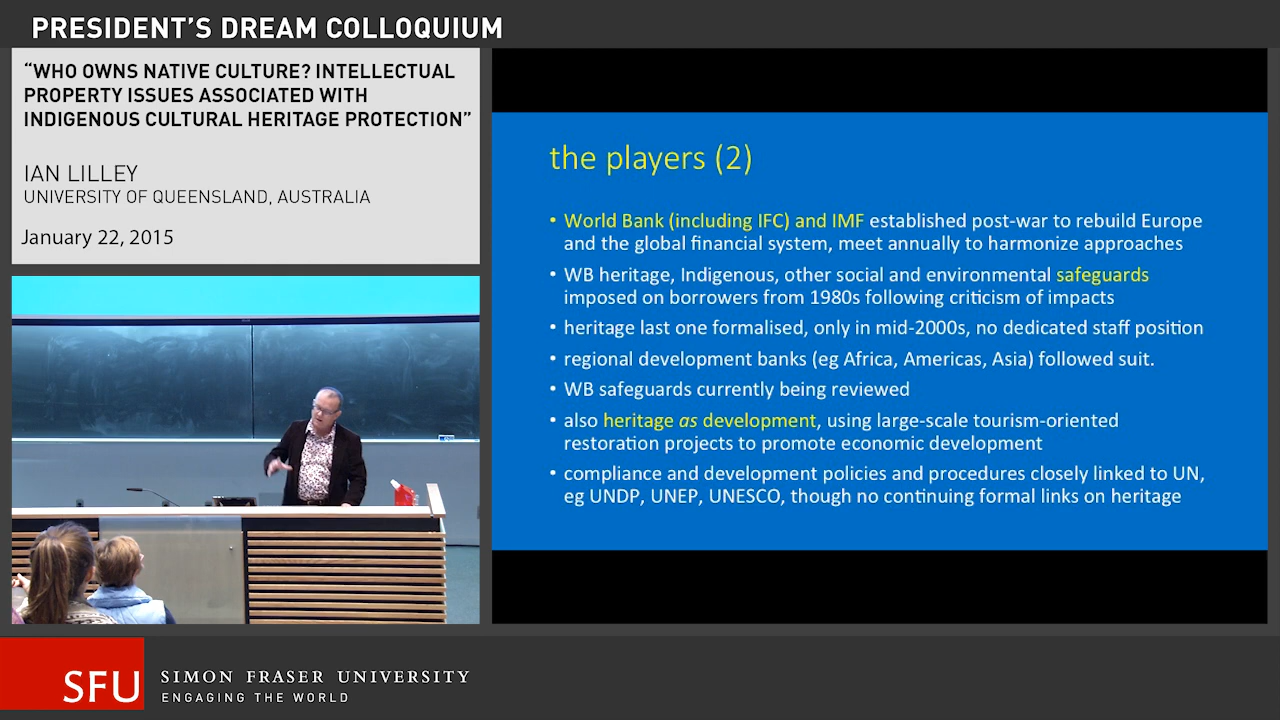 PRESIDENT'S DREAM COLLOQUIUM
“WHO OWNS NATIVE CULTURE? INTELLECTUAL
PROPERTY ISSUES ASSOCIATED WITH
INDIGENOUS CULTURAL HERITAGE PROTECTION”
IAN LILLEY
UNIVERSITY OF QUEENSLAND, AUSTRALIA
January 22, 2015
the players (2)
• World Bank (including IFC) and IMF established post-war to rebuild Europe
and the global financial system, meet annually to harmonize approaches
• WB heritage, Indigenous, other social and environmental safeguards
imposed on borrowers from 1980s following criticism of impacts
• heritage last one formalised, only in mid-2000s, no dedicated staff position
• regional development banks (eg Africa, Americas, Asia) followed suit.
• WB safeguards currently being reviewed
• also heritage as development, using large-scale tourism-oriented
restoration projects to promote economic development
• compliance and development policies and procedures closely linked to UN,
eg UNDP, UNEP, UNESCO, though no continuing formal links on heritage
SFU
SIMON FRASER UNIVERSITY
ENGAGING THE WORLD